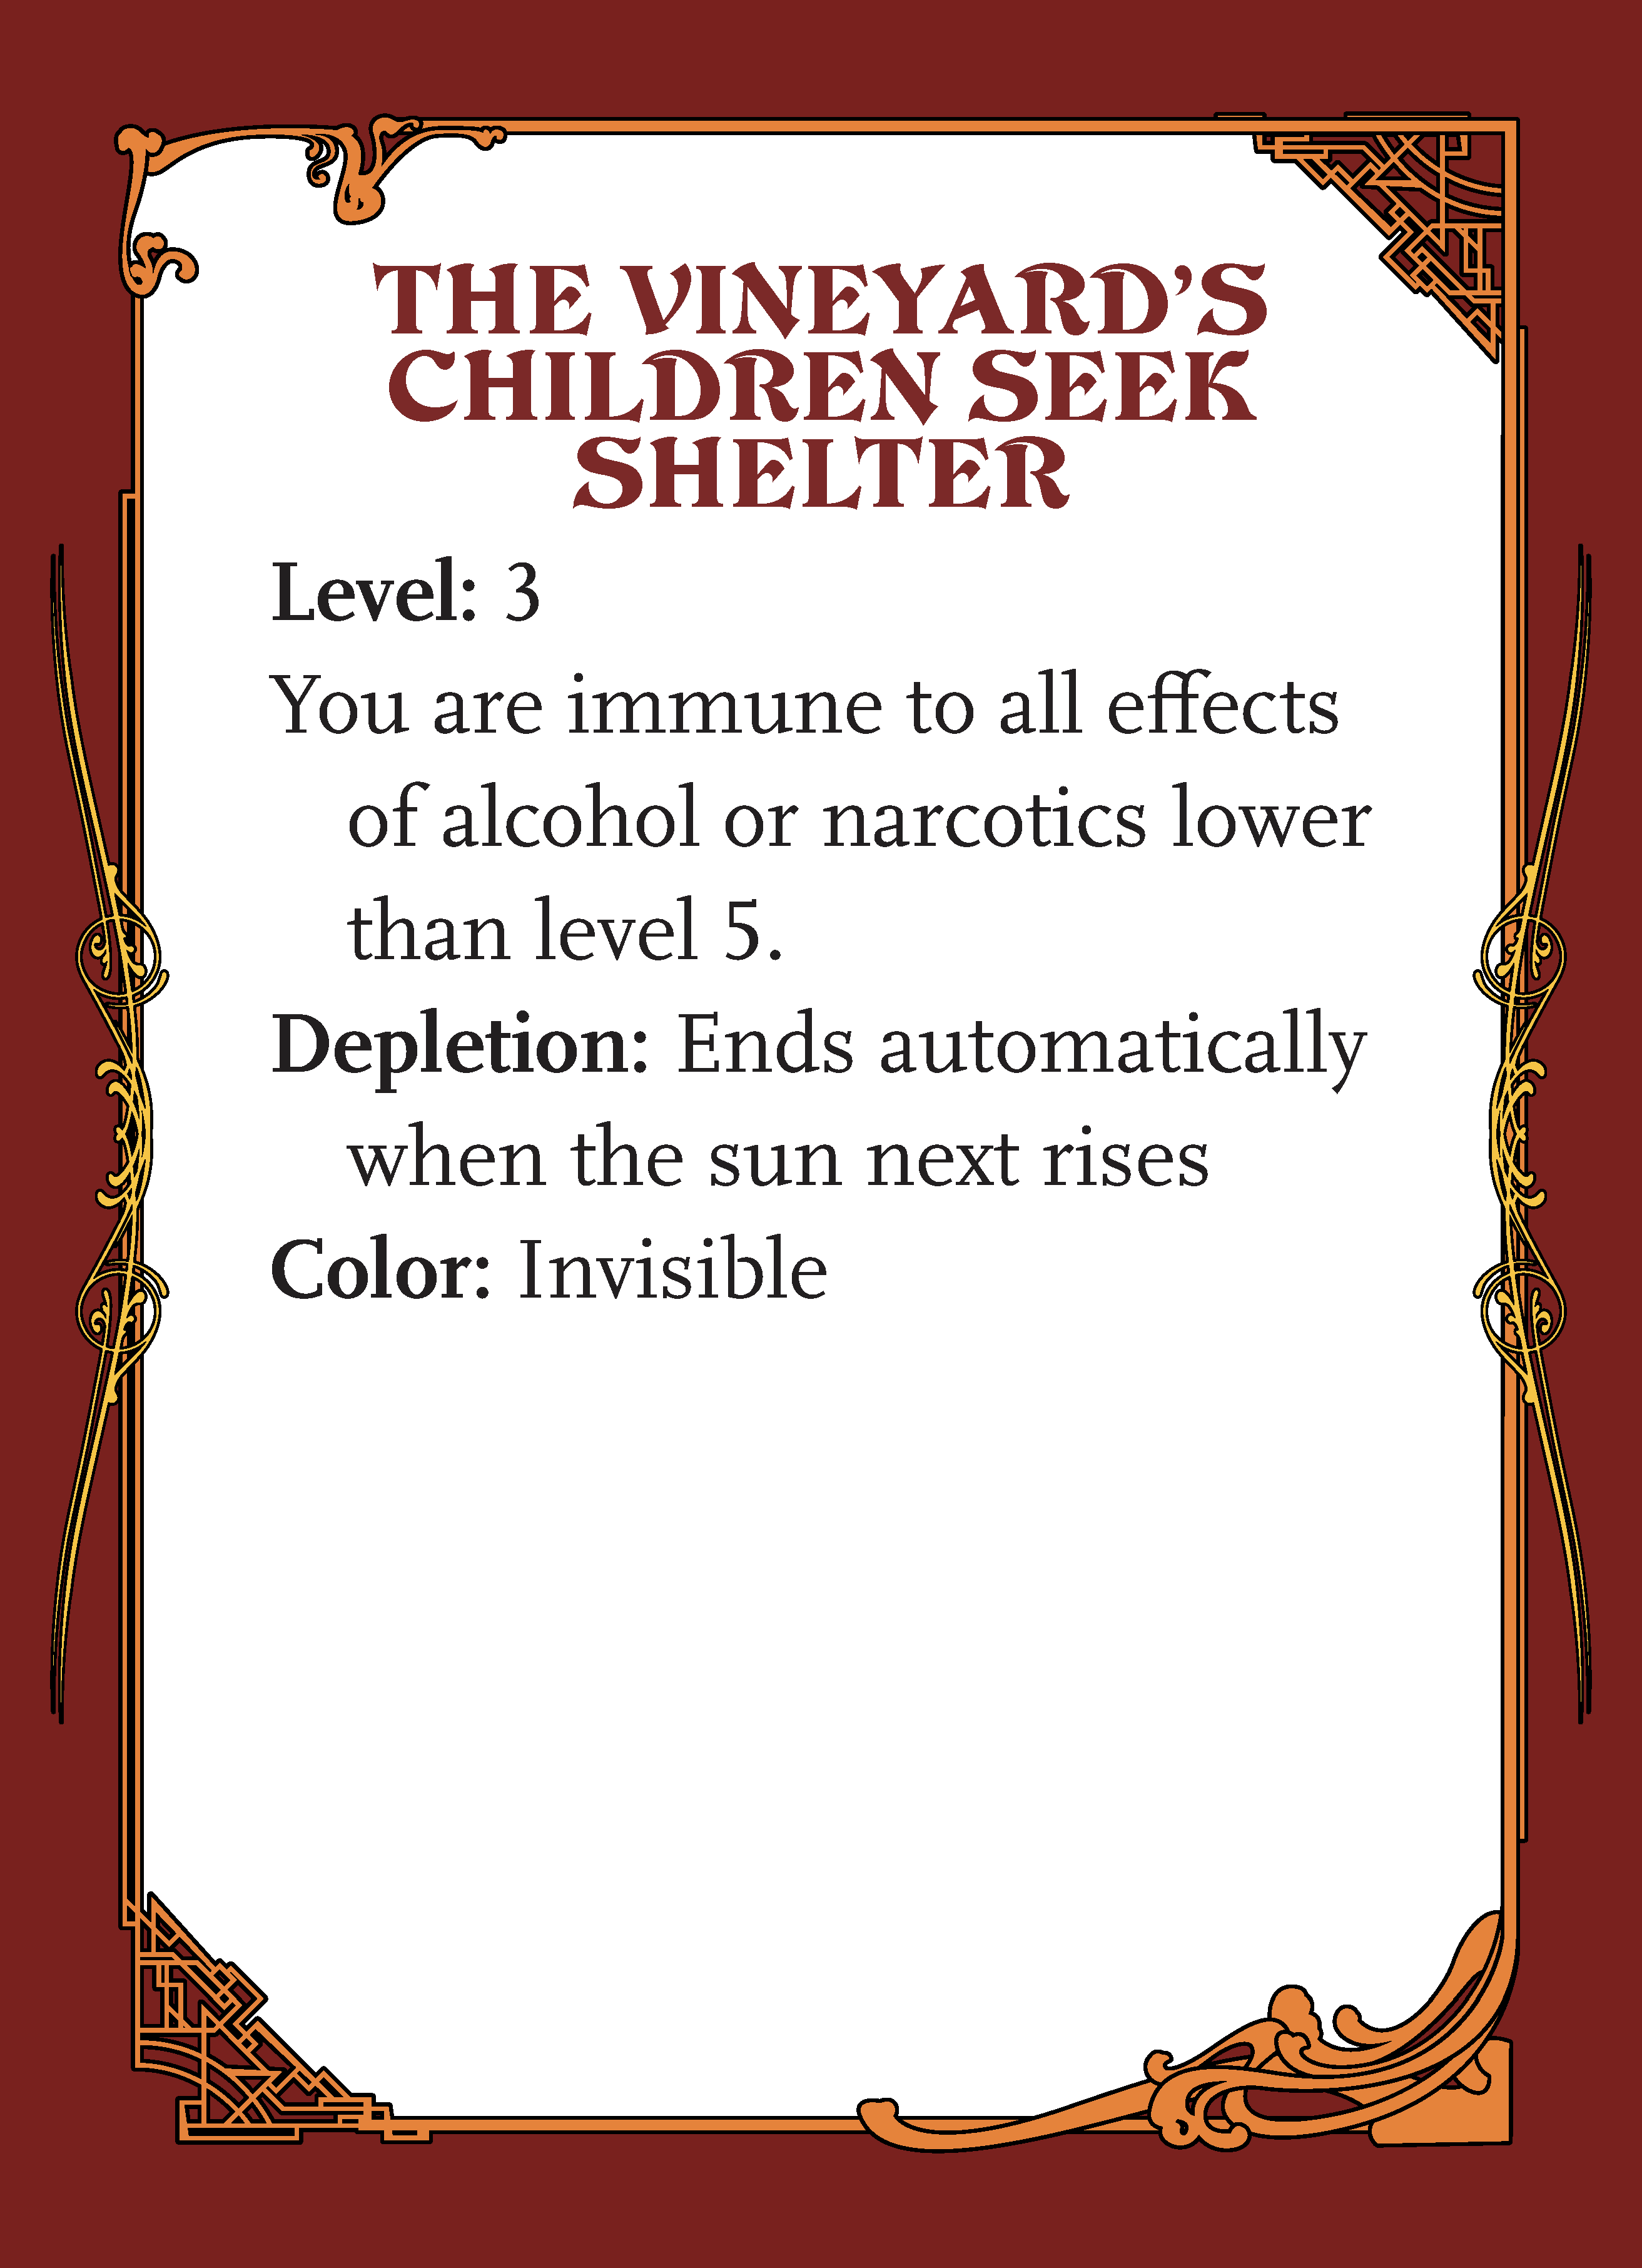 THE VINEYARD’S
CHILDREN SEEK
SHELTER
Level: 3
You are immune to all effects
of alcohol or narcotics lower
than level 5.
Depletion: Ends automatically
when the sun next rises
Color: Invisible